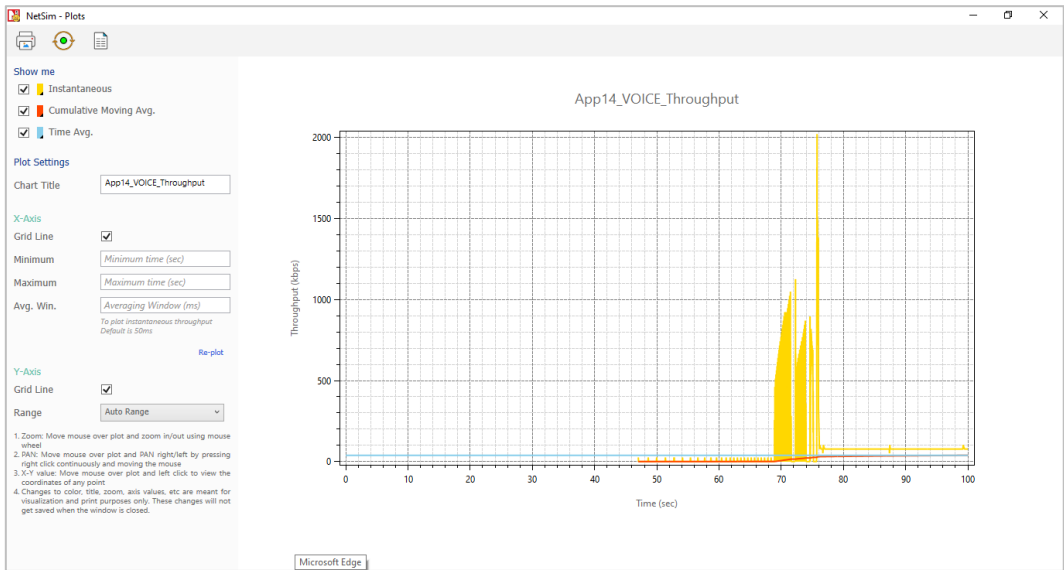 NetSim - Plots
Show me
Instantaneous
Cumulative Moving Avg.
Time Avg.
Plot Settings
Chart Title
App14_VOICE_Throughput
X-Axis
Grid Line
Minimum
Minimum time (sec)
Maximum
Maximum time (sec)
Avg. Win.
Averaging Window (ms)
To plot instantaneous throughput
Default is 50ms
Re-plot
Y-Axis
Grid Line
Range
Auto Range
1. Zoom: Move mouse over plot and zoom in/out using mouse
wheel
2. PAN: Move mouse over plot and PAN right/left by pressing
right click continuously and moving the mouse
3. X-Y value: Move mouse over plot and left click to view the
coordinates of any point
4. Changes to color, title, zoom, axis values, etc are meant for
visualization and print purposes only. These changes will not
get saved when the window is closed.
App14_VOICE_Throughput
Throughput (kbps)
2000
1500
1000
500
0
0 10 20 30 40 50 60 70 80 90 100
Time (sec)
Microsoft Edge